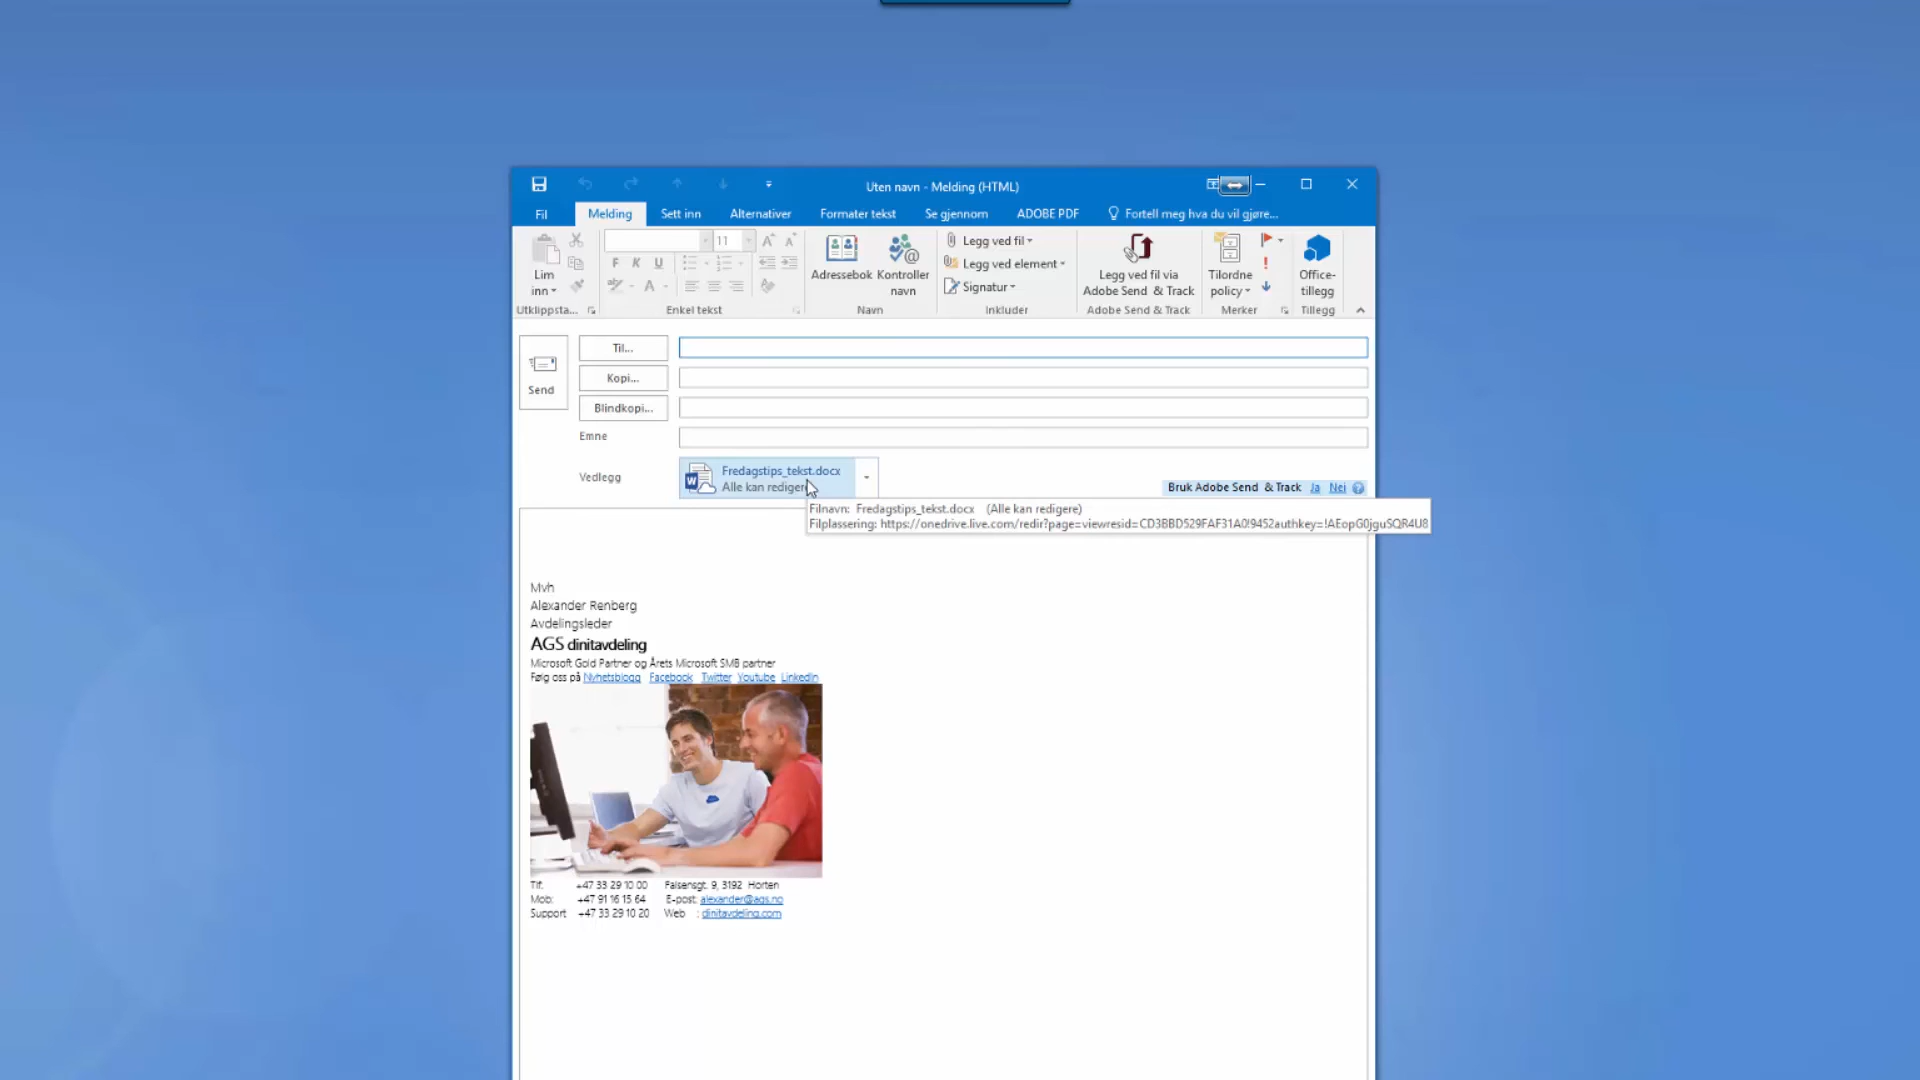 Uten navn - Melding (HTML)
Fil Melding Sett inn Alternativer Formater tekst Se gjennom ADOBE PDF Fortell meg hva du vil gjøre...
Lim inn
11
F K U
Adressebok
Kontroller navn
Legg ved fil
Legg ved element
Signatur
Legg ved fil via Adobe Send & Track
Tilordne policy
Office-tillegg
Utklippsta... Enkel tekst Navn Inkluder Adobe Send & Track Merker Tillegg
Send
Til...
Kopi...
Blindkopi...
Emne
Vedlegg
Fredagstips_tekst.docx
Alle kan rediger
Bruk Adobe Send & Track Ja Nei ?
Filnavn: Fredagstips_tekst.docx (Alle kan redigere)
Filplassering: https://onedrive.live.com/redir?page=viewresid=CD3BBD529FAF31A0!9452authkey=!AEopG0jguSQR4U8
Mvh
Alexander Renberg
Avdelingsleder
AGS dinitavdeling
Microsoft Gold Partner og Årets Microsoft SMB partner
Følg oss på Nyhetsblogg Facebook Twitter Youtube LinkedIn
Tlf. +47 33 29 10 00 Falsensgt. 9, 3192 Horten
Mob: +47 91 16 15 64 E-post: alexander@ags.no
Support +47 33 29 10 20 Web : dinitavdeling.com